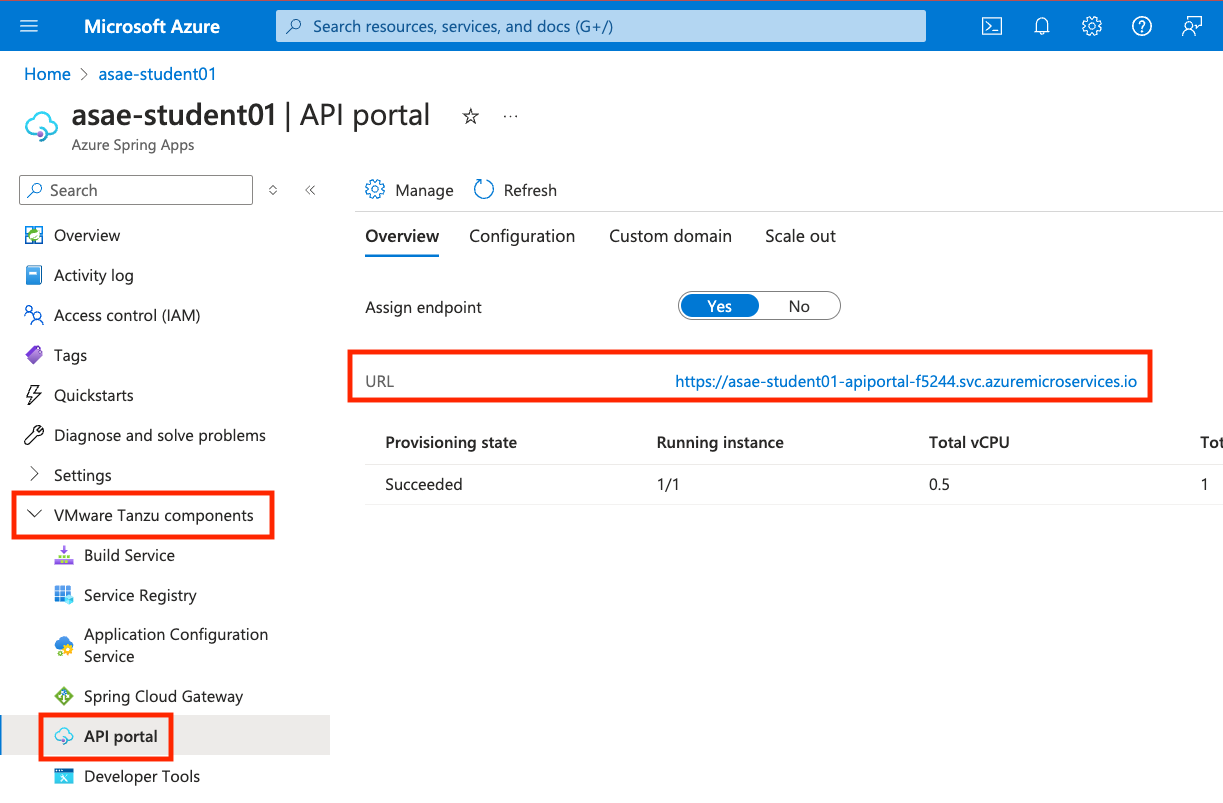 Microsoft Azure
Search resources, services, and docs (G+/)
Home > asae-student01
asae-student01 | API portal
Azure Spring Apps
Search
Overview
Activity log
Access control (IAM)
Tags
Quickstarts
Diagnose and solve problems
Settings
VMware Tanzu components
Build Service
Service Registry
Application Configuration
Service
Spring Cloud Gateway
API portal
Developer Tools
Manage Refresh
Overview Configuration Custom domain Scale out
Assign endpoint Yes No
URL https://asae-student01-apiportal-f5244.svc.azuremicroservices.io
Provisioning state Running instance Total vCPU Tot
Succeeded 1/1 0.5 1